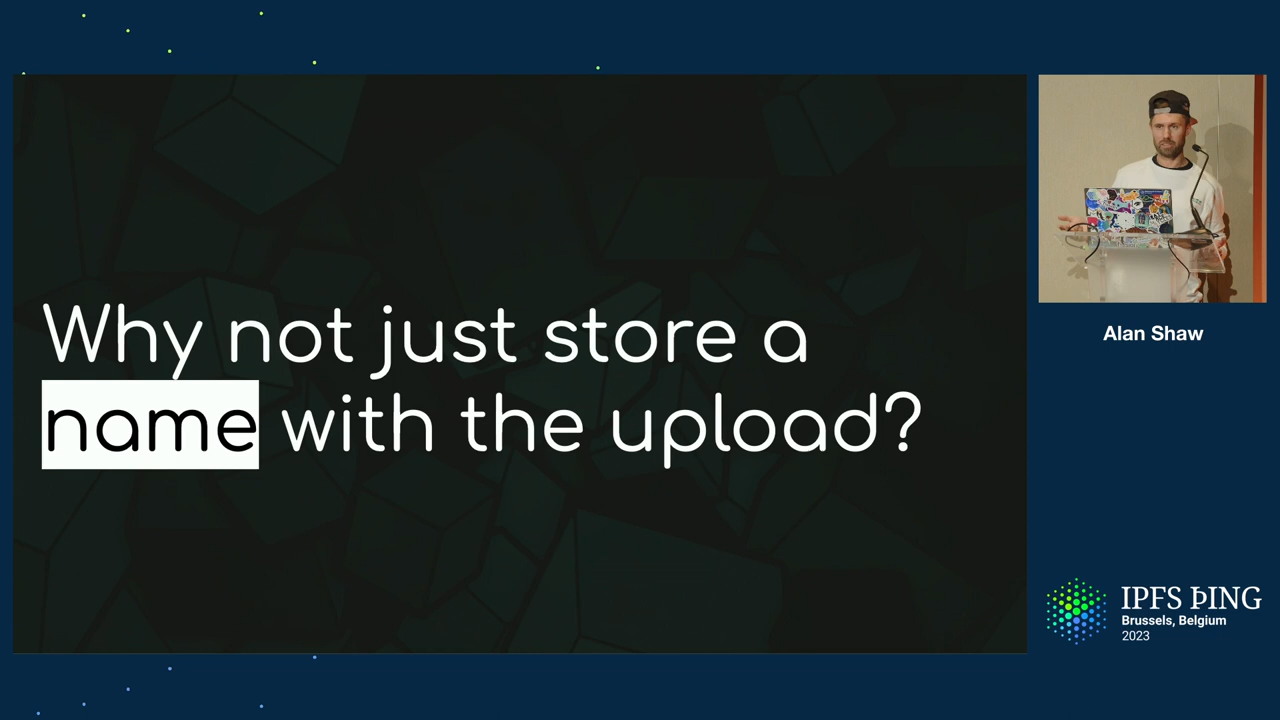 Why not just store a
name with the upload?
Alan Shaw
IPFS ÞING
Brussels, Belgium
2023